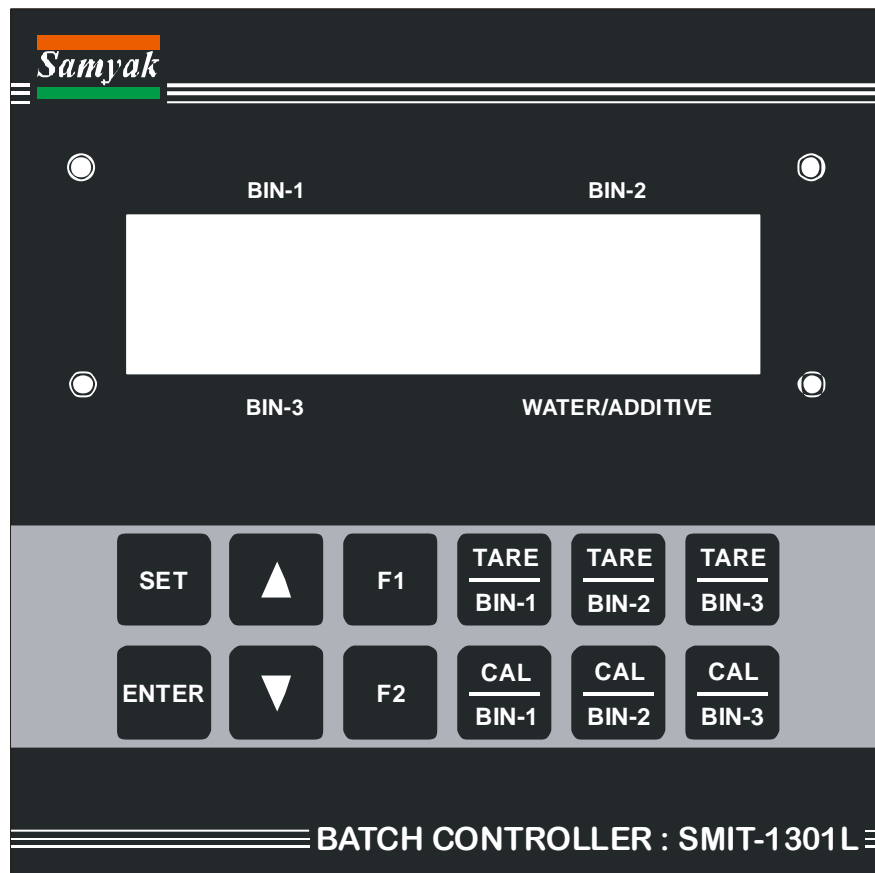 Samyak
BIN-1 BIN-2
BIN-3 WATER/ADDITIVE
SET ▲ F1 TARE BIN-1 TARE BIN-2 TARE BIN-3
ENTER ▼ F2 CAL BIN-1 CAL BIN-2 CAL BIN-3
BATCH CONTROLLER : SMIT-1301L